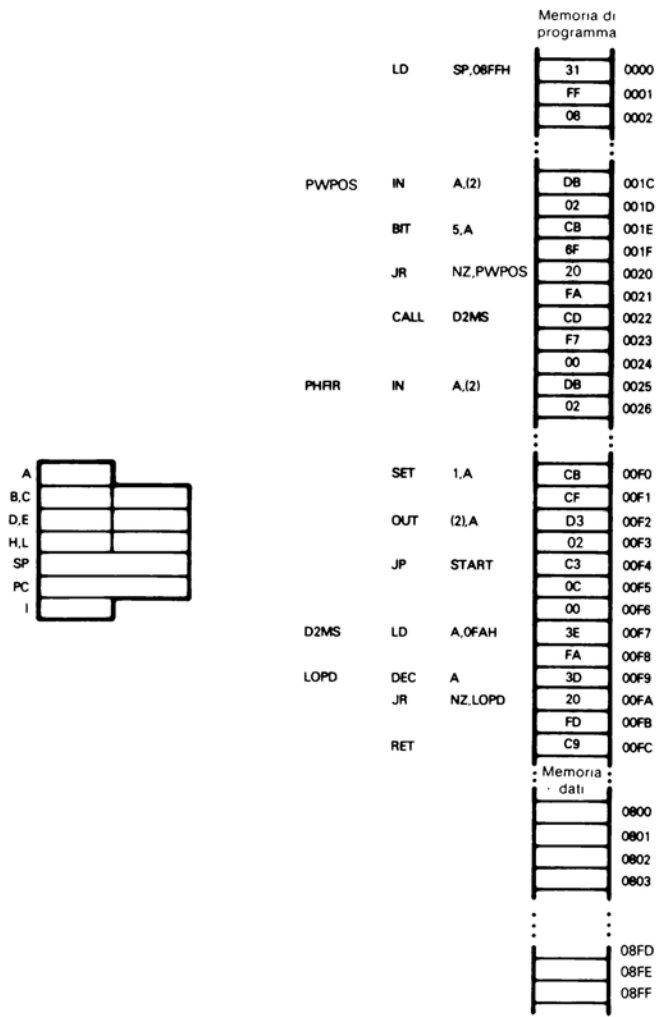 Memoria di
programma
LD SP,08FFH 31 0000
FF 0001
08 0002
PWPOS IN A,(2) DB 001C
02 001D
BIT 5,A CB 001E
6F 001F
JR NZ,PWPOS 20 0020
FA 0021
CALL D2MS CD 0022
F7 0023
00 0024
PHFIR IN A,(2) DB 0025
02 0026
A
B,C
D,E
H,L
SP
PC
I
SET 1,A CB 00F0
CF 00F1
OUT (2),A D3 00F2
02 00F3
JP START C3 00F4
0C 00F5
00 00F6
D2MS LD A,0FAH 3E 00F7
FA 00F8
LOPD DEC A 3D 00F9
JR NZ,LOPD 20 00FA
FD 00FB
RET C9 00FC
Memoria
dati
0800
0801
0802
0803
08FD
08FE
08FF